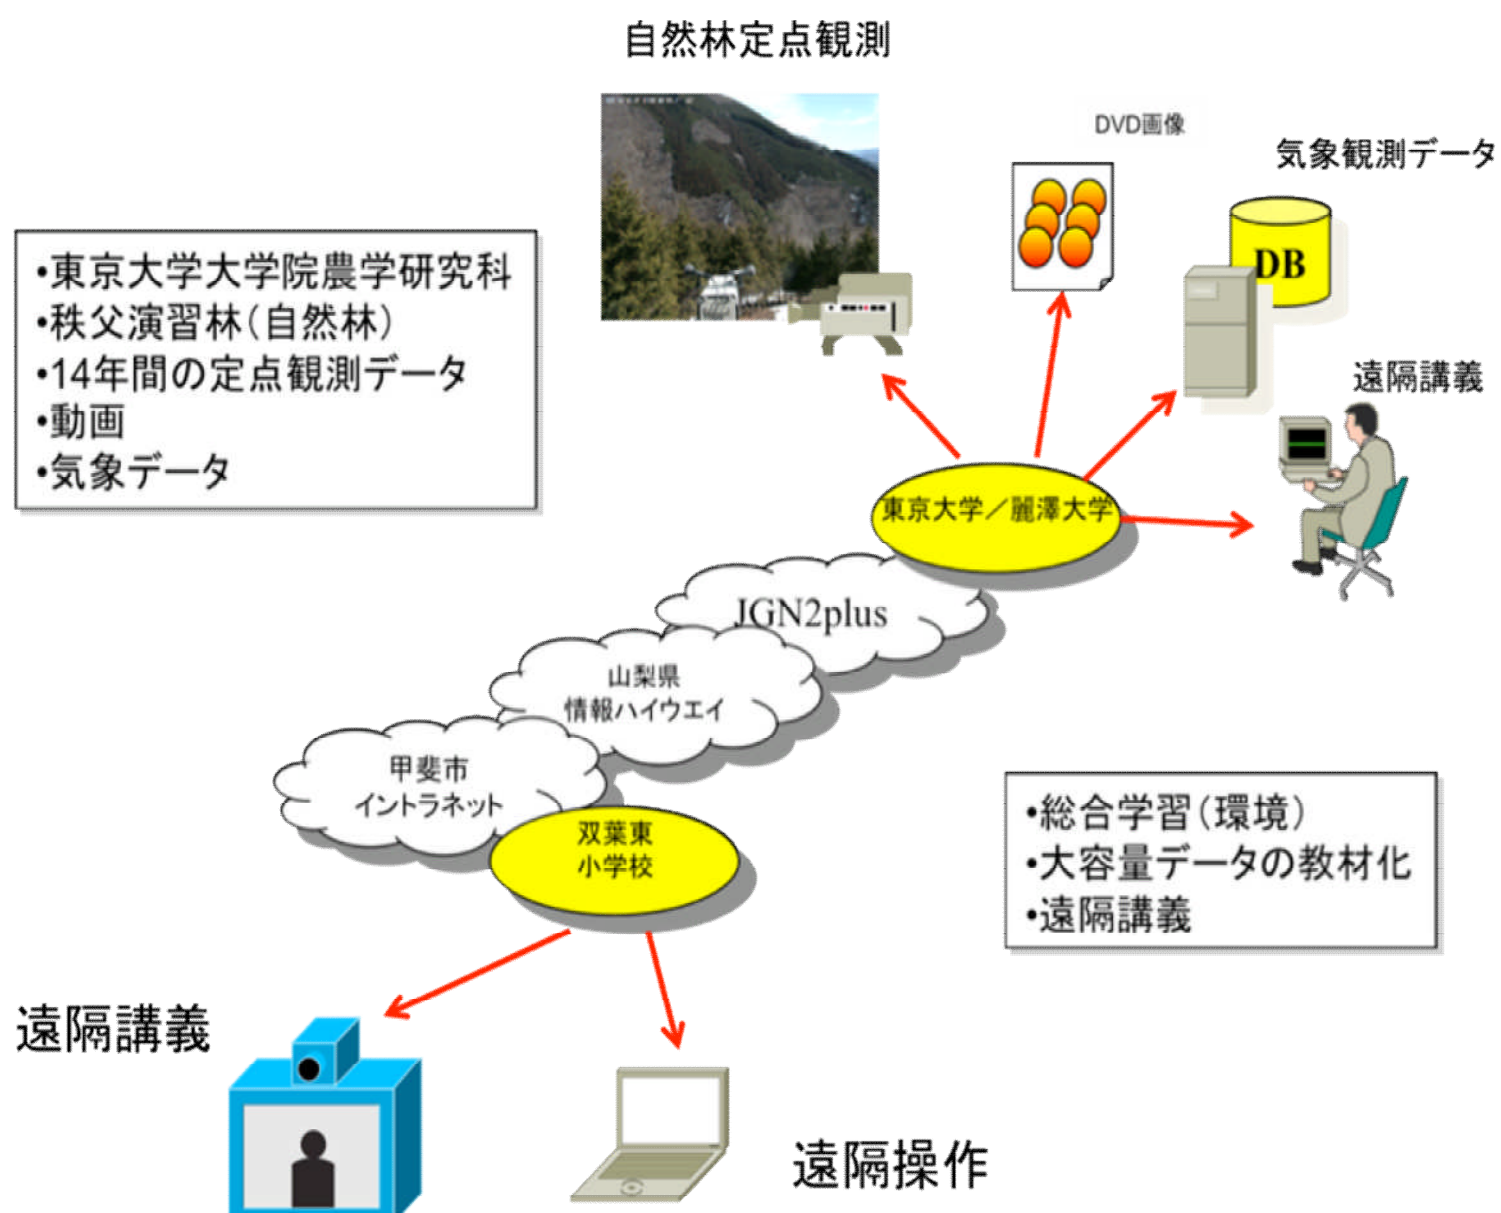 自然林定点観測
DVD画像
気象観測データ
DB
•東京大学大学院農学研究科
•秩父演習林(自然林)
•14年間の定点観測データ
•動画
•気象データ
遠隔講義
東京大学／麗澤大学
JGN2plus
山梨県
情報ハイウエイ
甲斐市
イントラネット
双葉東
小学校
•総合学習(環境)
•大容量データの教材化
•遠隔講義
遠隔講義
遠隔操作